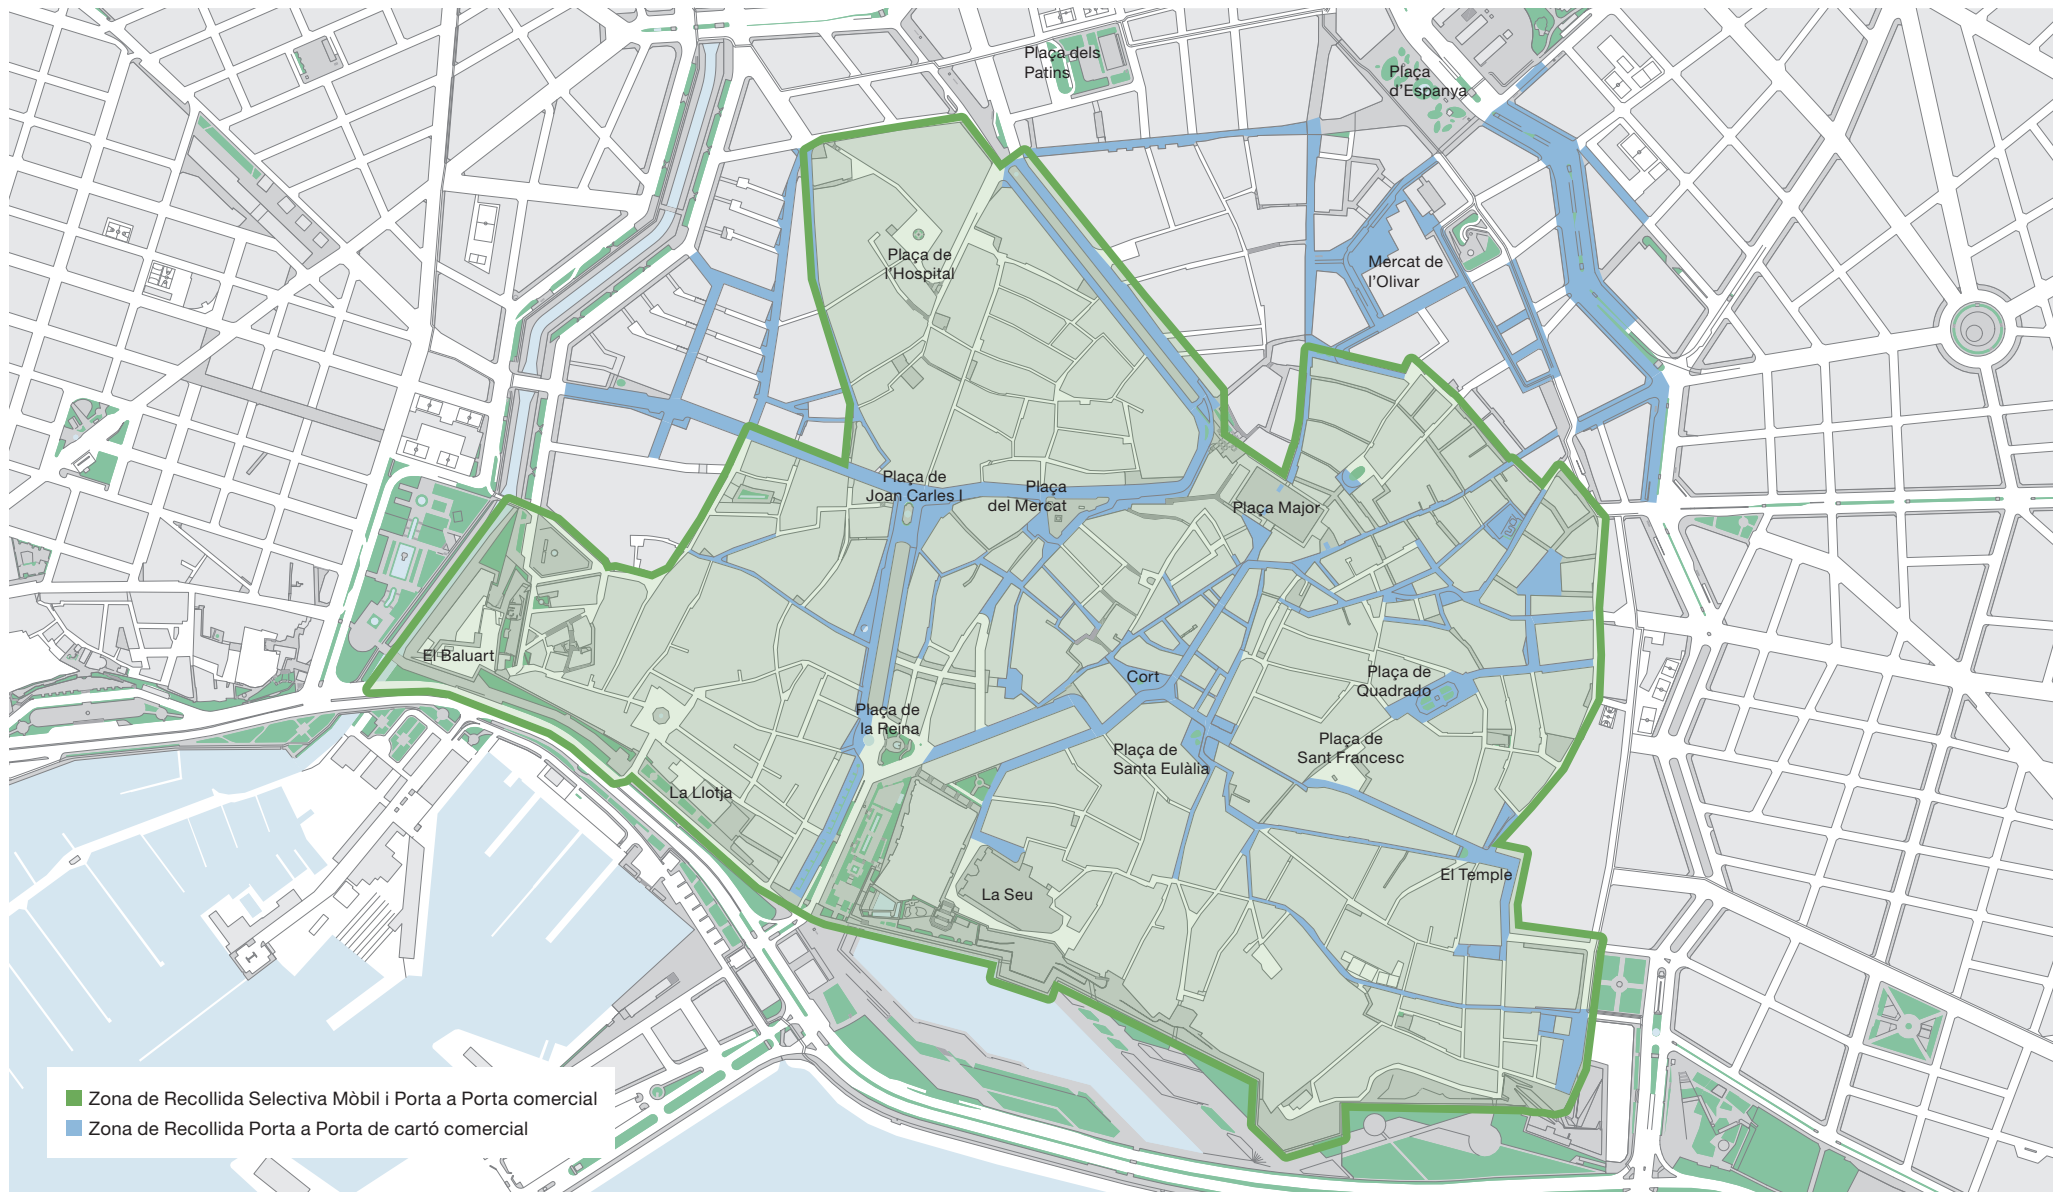 Plaça dels
Patins
Plaça
d'Espanya
Plaça de
l'Hospital
Mercat de
l'Olivar
Plaça de
Joan Carles I
Plaça
del Mercat
Plaça Major
El Baluart
Cort
Plaça de
Quadrado
Plaça de
la Reina
Plaça de
Sant Francesc
Plaça de
Santa Eulàlia
La Llotja
El Temple
La Seu
Zona de Recollida Selectiva Mòbil i Porta a Porta comercial
Zona de Recollida Porta a Porta de cartó comercial